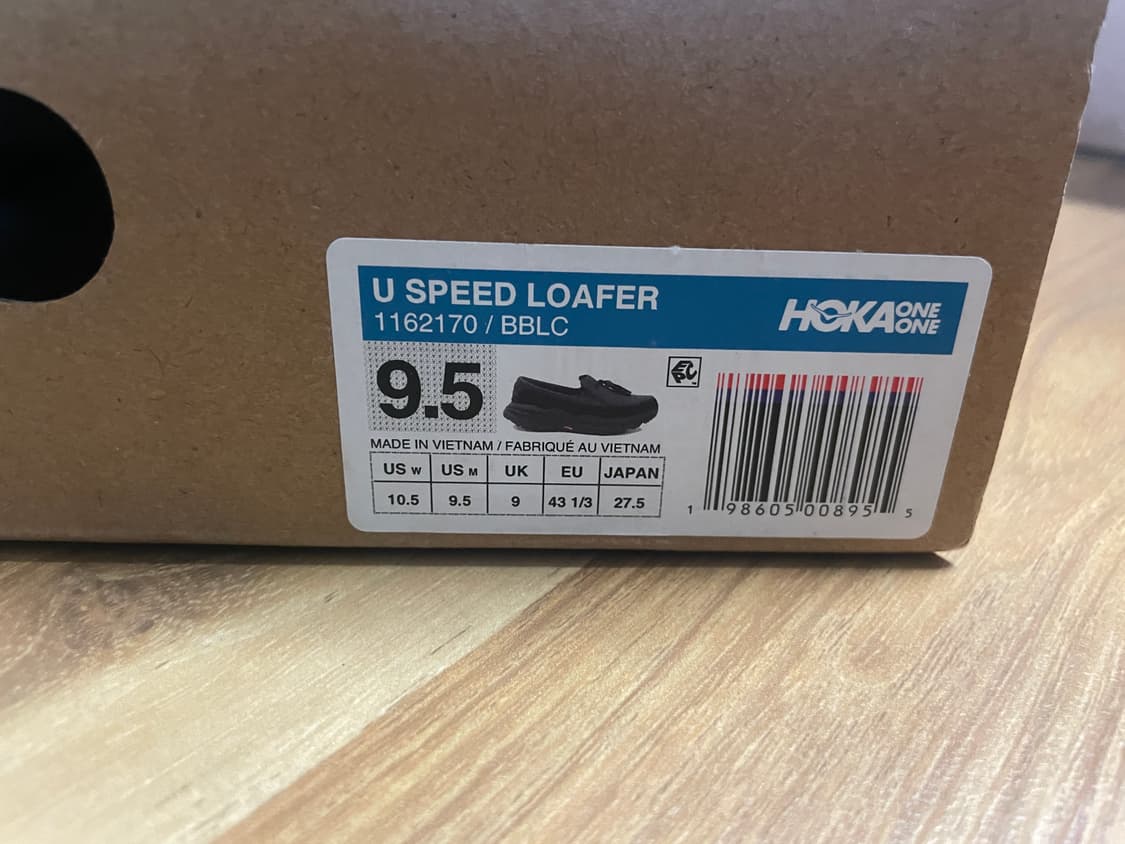 U SPEED LOAFER
1162170 / BBLC
HOKA ONE ONE
9.5
EPC
MADE IN VIETNAM / FABRIQUÉ AU VIETNAM
US W US M UK EU JAPAN
10.5 9.5 9 43 1/3 27.5
1 98605 00895 5